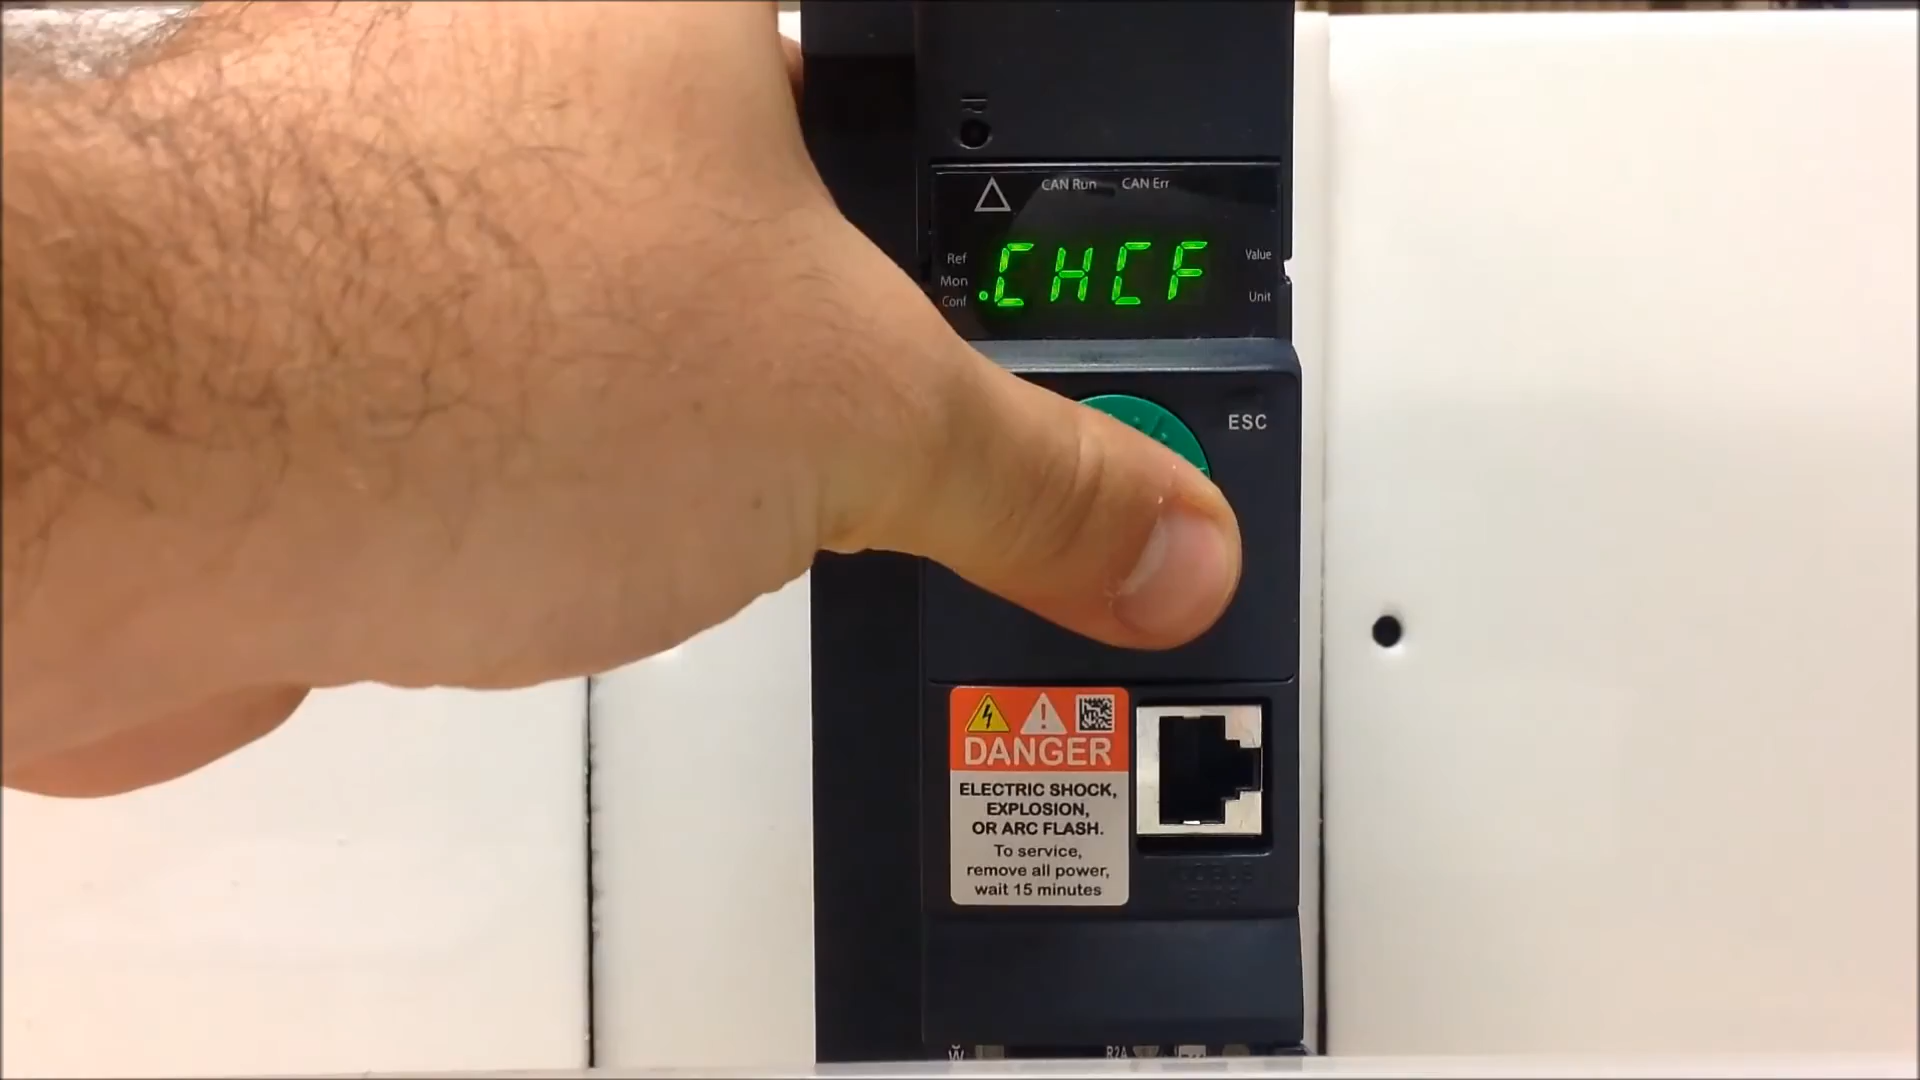 CAN Run CAN Err
Ref
Mon
Conf
.CHCF
Value
Unit
ESC
DANGER
ELECTRIC SHOCK,
EXPLOSION,
OR ARC FLASH.
To service,
remove all power,
wait 15 minutes
R2A